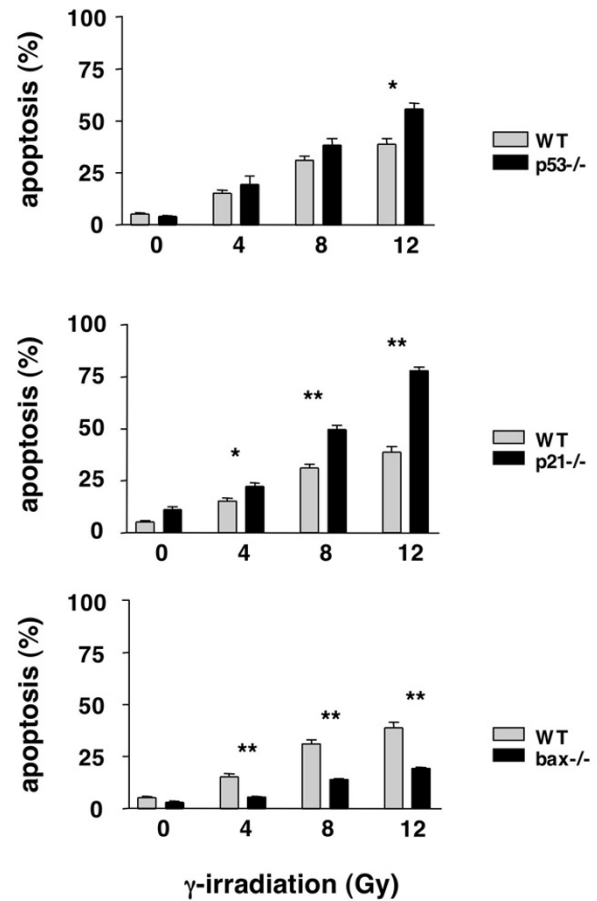 apoptosis (%)
100
75
50
25
0
*
0 4 8 12
WT
p53-/-
apoptosis (%)
100
75
50
25
0
*
**
**
0 4 8 12
WT
p21-/-
apoptosis (%)
100
75
50
25
0
**
**
**
0 4 8 12
WT
bax-/-
γ-irradiation (Gy)